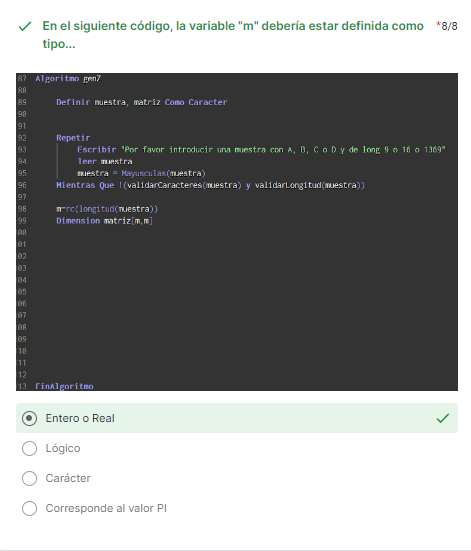 En el siguiente código, la variable "m" debería estar definida como *8/8
tipo...
87 Algoritmo genZ
88
89 Definir muestra, matriz Como Caracter
90
91
92 Repetir
93 Escribir "Por favor introducir una muestra con A, B, C o D y de long 9 o 16 o 1369"
94 leer muestra
95 muestra = Mayusculas(muestra)
96 Mientras Que !(validarCaracteres(muestra) y validarLongitud(muestra))
97
98 m=rc(longitud(muestra))
99 Dimension matriz[m,m]
00
01
02
03
04
05
06
07
08
09
10
11
12
13 FinAlgoritmo
Entero o Real
Lógico
Carácter
Corresponde al valor PI